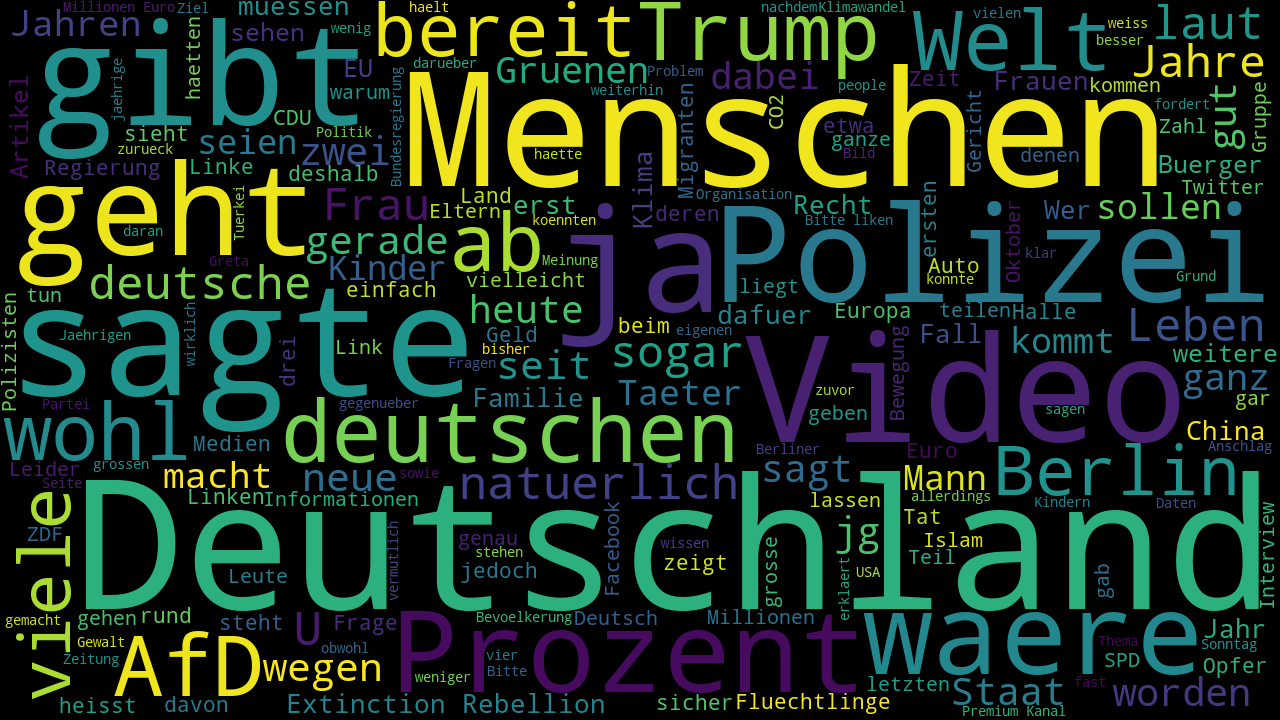 Jahren
Millionen Euro
Ziel
muessen
haelt
bereit
Trump
nachdem
Klimawandel
vielen
weiss
besser
laut
gibt
sehen
wenig
haetten
jaehrige
EU
warum
darueber
Gruenen
Problem
weiterhin
dabei
people
Welt
Zeit
Frauen
Jahre
kommen
fordert
Artikel
CDU
Politik
Bundesregierung
Menschen
haette
Migranten
CO2
etwa
ganze
Bild
Gericht
denen
Zahl
gut
Gruppe
sieht
zurueck
seien
zwei
Linke
deshalb
Regierung
Buerger
Twitter
geht
Tuerkei
daran
Greta
Frau
Land
Eltern
erst
koennten
Klima
deren
Organisation
Bitte liken
Recht
ersten
Wer
sollen
Oktober
klar
gerade
ab
Meinung
ja
Polizei
Kinder
vielleicht
einfach
deutsche
liegt
Auto
konnte
Grund
tun
Polizisten
Jaehrigen
wirklich
sagte
drei
Link
heute
Geld
bisher
Fragen
beim
eigenen
dafuer
Europa
teilen
Halle
Leben
sogar
seit
Video
Bewegung
Fall
kommt
weitere
Partei
gegenueber
Familie
Taeter
zuvor
geben
sagen
ganz
gar
wohl
Medien
deutschen
Berliner
China
Anschlag
Leider
Seite
grossen
macht
neue
sowie
natuerlich
sagt
Euro
Mann
Berlin
Linken
Informationen
lassen
allerdings
Kindern
Daten
viele
ZDF
Deutschland
genau
stehen
Facebook
wissen
zeigt
grosse
jg
Tat
Islam
Teil
Interview
Leute
vermutlich
jedoch
erklaert
USA
gab
gemacht
gehen
rund
steht
U
Frage
Bevoelkerung
Deutsch
Millionen
Prozent
waere
Thema
Jahr
Sonntag
Gewalt
Zeitung
AfD
wegen
obwohl
weniger
vier
Bitte
SPD
Opfer
letzten
fast
heisst
davon
Extinction Rebellion
sicher
Fluechtlinge
Staat
Premium Kanal
worden